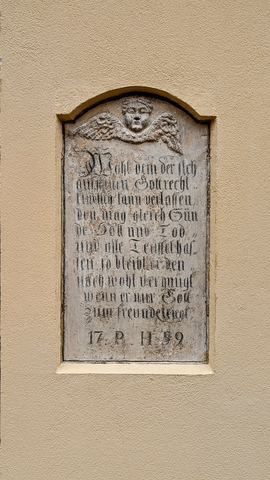 Wohl dem der sich
auf seinen Gott recht
kindlich kann verlassen,
den mag gleich Sün
de Höll und Tod
und alle Teufel has
sen, so bleibt er den
noch wohl vergnügt
wenn er nur Gott
zum freunde kriegt.
17. P. H 99